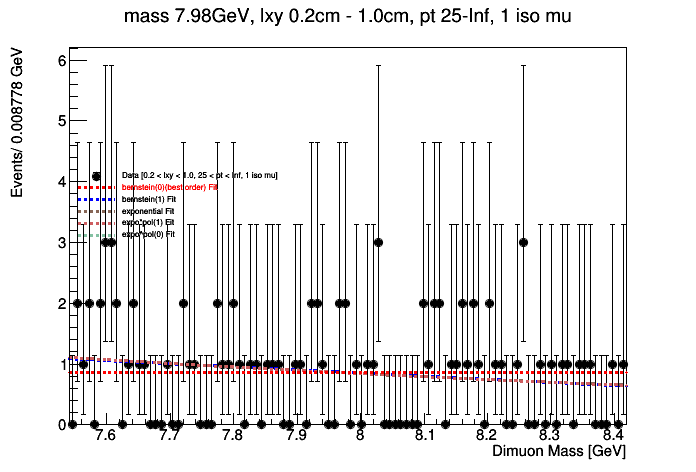 mass 7.98GeV, lxy 0.2cm - 1.0cm, pt 25-Inf, 1 iso mu
Events/ 0.008778 GeV
6
5
4
3
2
1
0
Data [0.2 < lxy < 1.0, 25 < pt < Inf, 1 iso mu]
bernstein(0)(best order) Fit
bernstein(1) Fit
exponential Fit
expo*pol(1) Fit
expo*pol(0) Fit
7.6 7.7 7.8 7.9 8 8.1 8.2 8.3 8.4
Dimuon Mass [GeV]